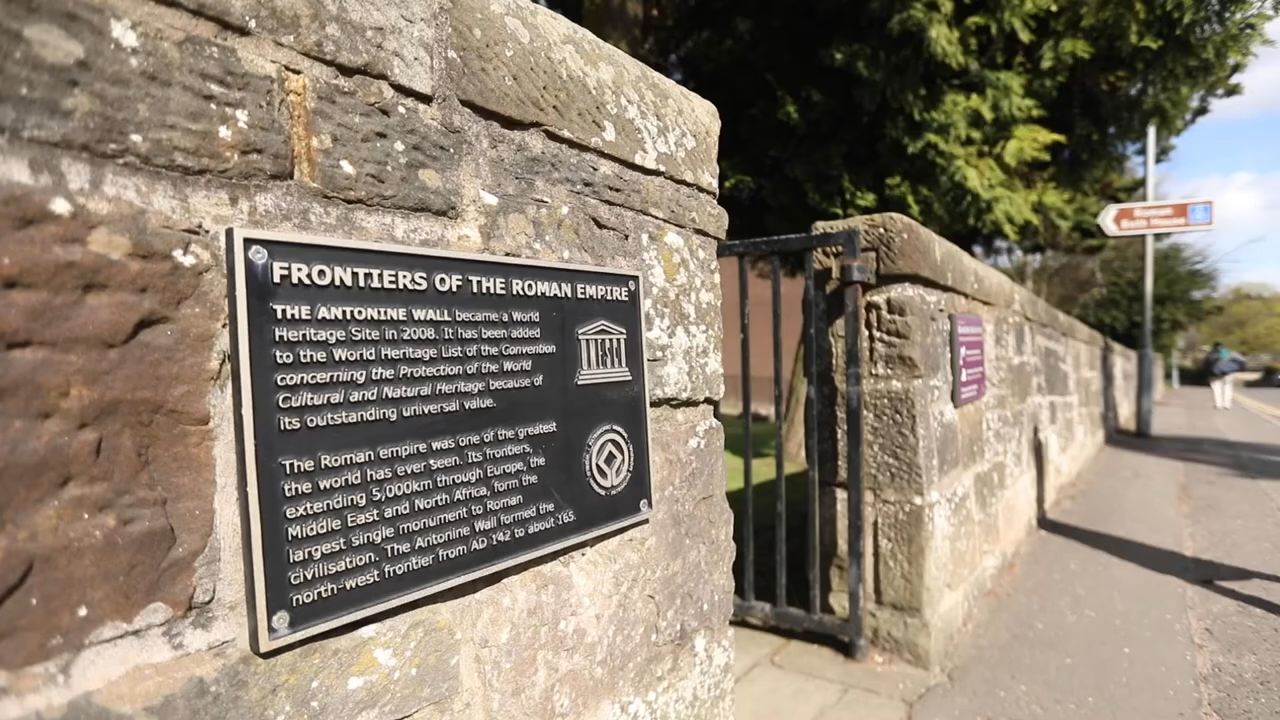 FRONTIERS OF THE ROMAN EMPIRE
THE ANTONINE WALL became a World
Heritage Site in 2008. It has been added
to the World Heritage List of the Convention
concerning the Protection of the World
Cultural and Natural Heritage because of
its outstanding universal value.
UNESCO
The Roman empire was one of the greatest
the world has ever seen. Its frontiers,
extending 5,000km through Europe, the
Middle East and North Africa, form the
largest single monument to Roman
civilisation. The Antonine Wall formed the
north-west frontier from AD 142 to about 165.
Roman
Bath House